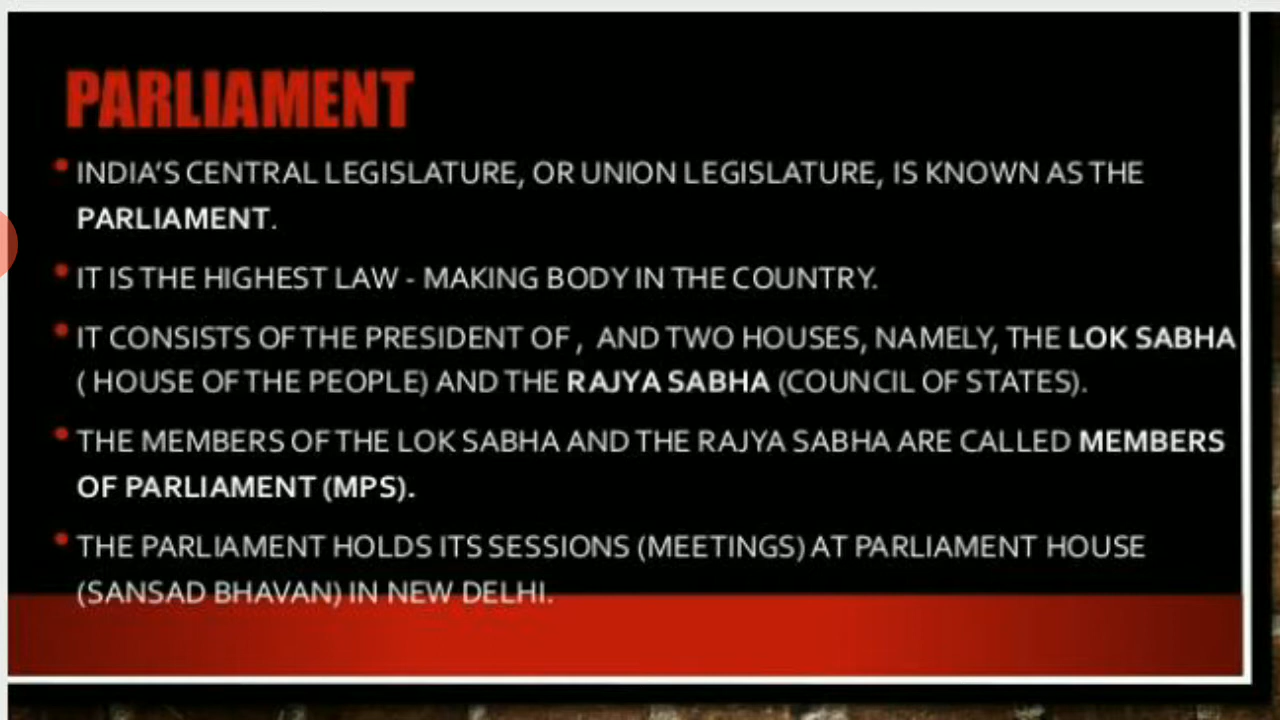 PARLIAMENT
• INDIA'S CENTRAL LEGISLATURE, OR UNION LEGISLATURE, IS KNOWN AS THE
PARLIAMENT.
• IT IS THE HIGHEST LAW - MAKING BODY IN THE COUNTRY.
• IT CONSISTS OF THE PRESIDENT OF , AND TWO HOUSES, NAMELY, THE LOK SABHA
( HOUSE OF THE PEOPLE) AND THE RAJYA SABHA (COUNCIL OF STATES).
• THE MEMBERS OF THE LOK SABHA AND THE RAJYA SABHA ARE CALLED MEMBERS
OF PARLIAMENT (MPS).
• THE PARLIAMENT HOLDS ITS SESSIONS (MEETINGS) AT PARLIAMENT HOUSE
(SANSAD BHAVAN) IN NEW DELHI.